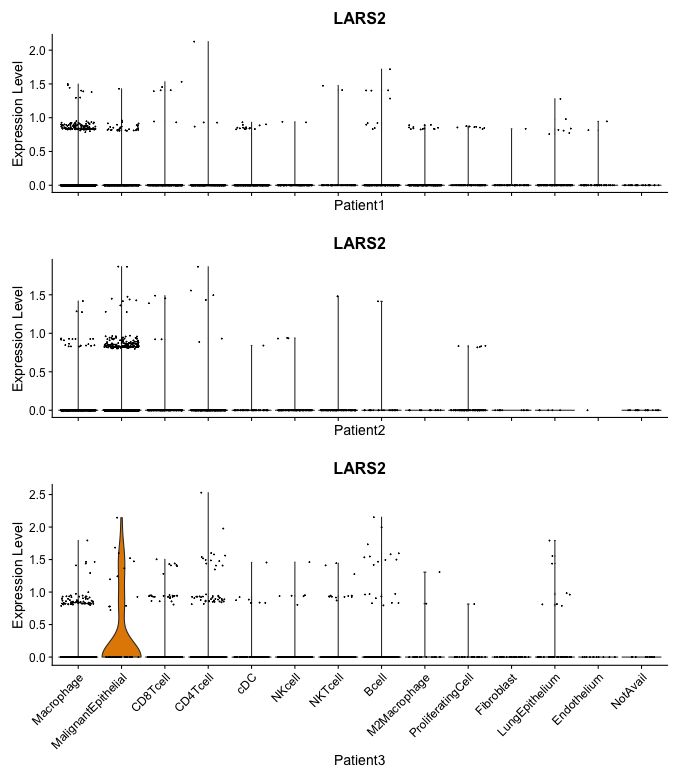 LARS2
Expression Level
2.0
1.5
1.0
0.5
0.0
Patient1
LARS2
Expression Level
1.5
1.0
0.5
0.0
Patient2
LARS2
Expression Level
2.5
2.0
1.5
1.0
0.5
0.0
Macrophage
MalignantEpithelial
CD8Tcell
CD4Tcell
cDC
NKcell
NKTcell
Bcell
M2Macrophage
ProliferatingCell
Fibroblast
LungEpithelium
Endothelium
NotAvail
Patient3